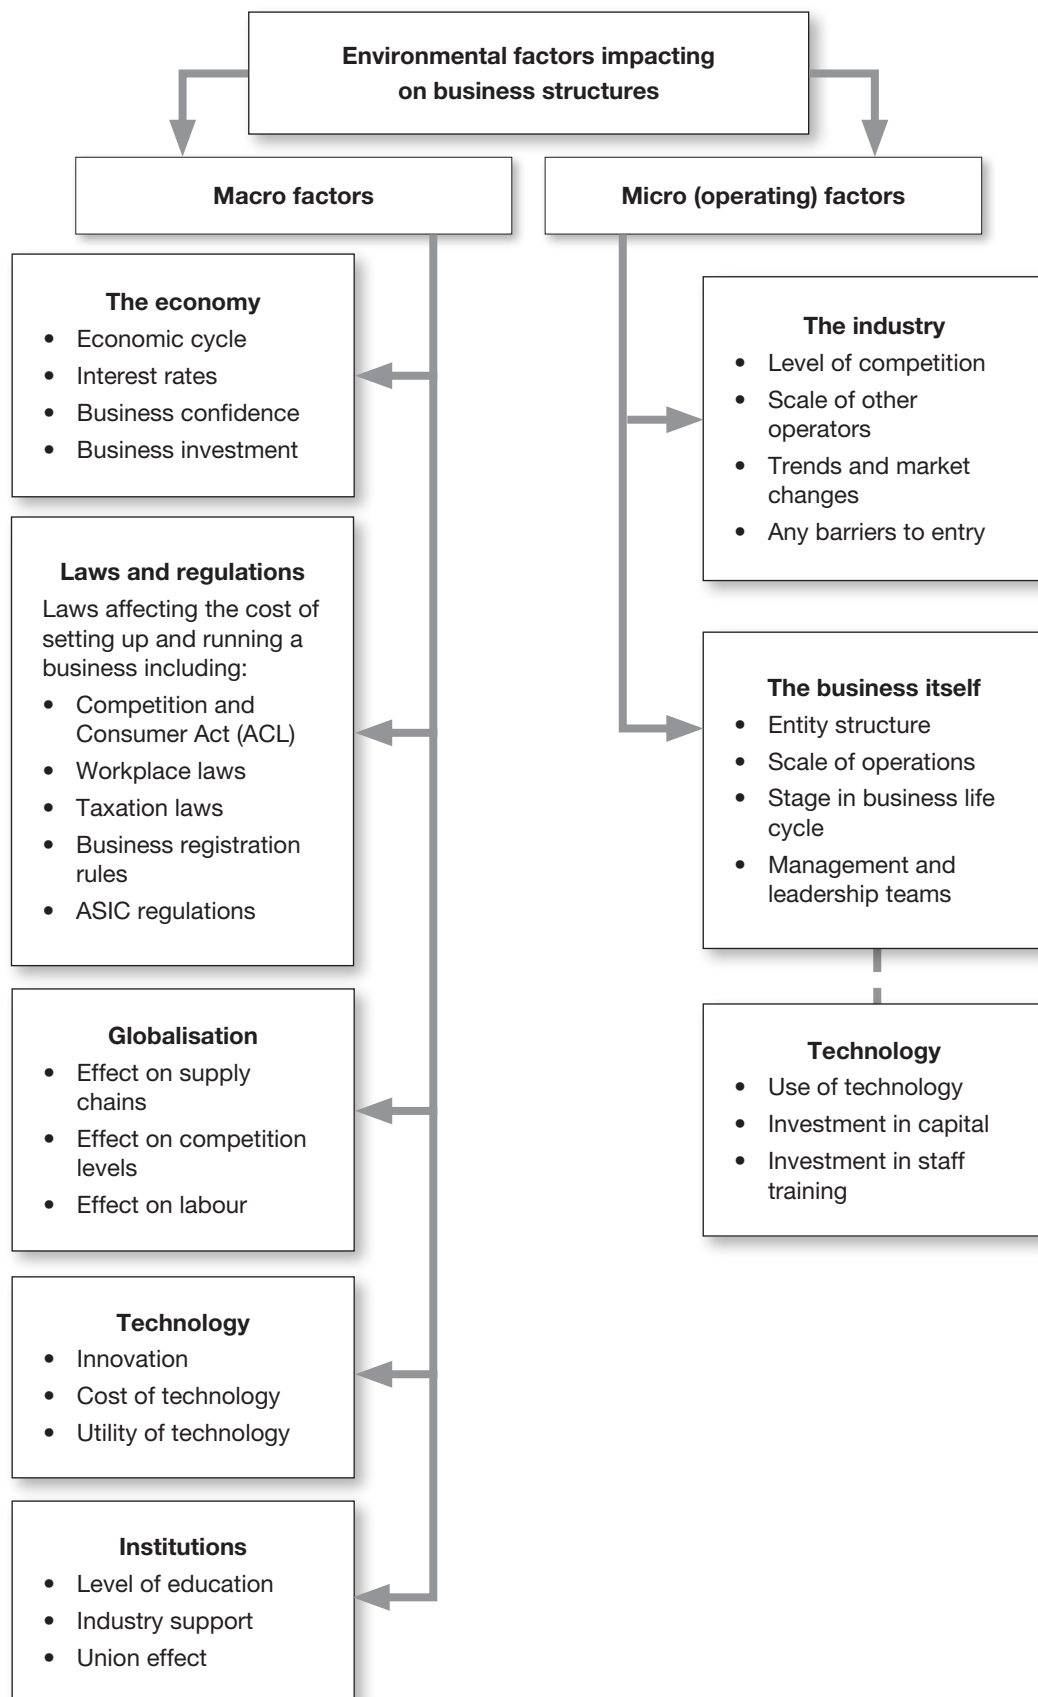 Environmental factors impacting
on business structures
Macro factors
The economy
• Economic cycle
• Interest rates
• Business confidence
• Business investment
Laws and regulations
Laws affecting the cost of
setting up and running a
business including:
• Competition and
Consumer Act (ACL)
• Workplace laws
• Taxation laws
• Business registration
rules
• ASIC regulations
Globalisation
• Effect on supply
chains
• Effect on competition
levels
• Effect on labour
Technology
• Innovation
• Cost of technology
• Utility of technology
Institutions
• Level of education
• Industry support
• Union effect
Micro (operating) factors
The industry
• Level of competition
• Scale of other
operators
• Trends and market
changes
• Any barriers to entry
The business itself
• Entity structure
• Scale of operations
• Stage in business life
cycle
• Management and
leadership teams
Technology
• Use of technology
• Investment in capital
• Investment in staff
training